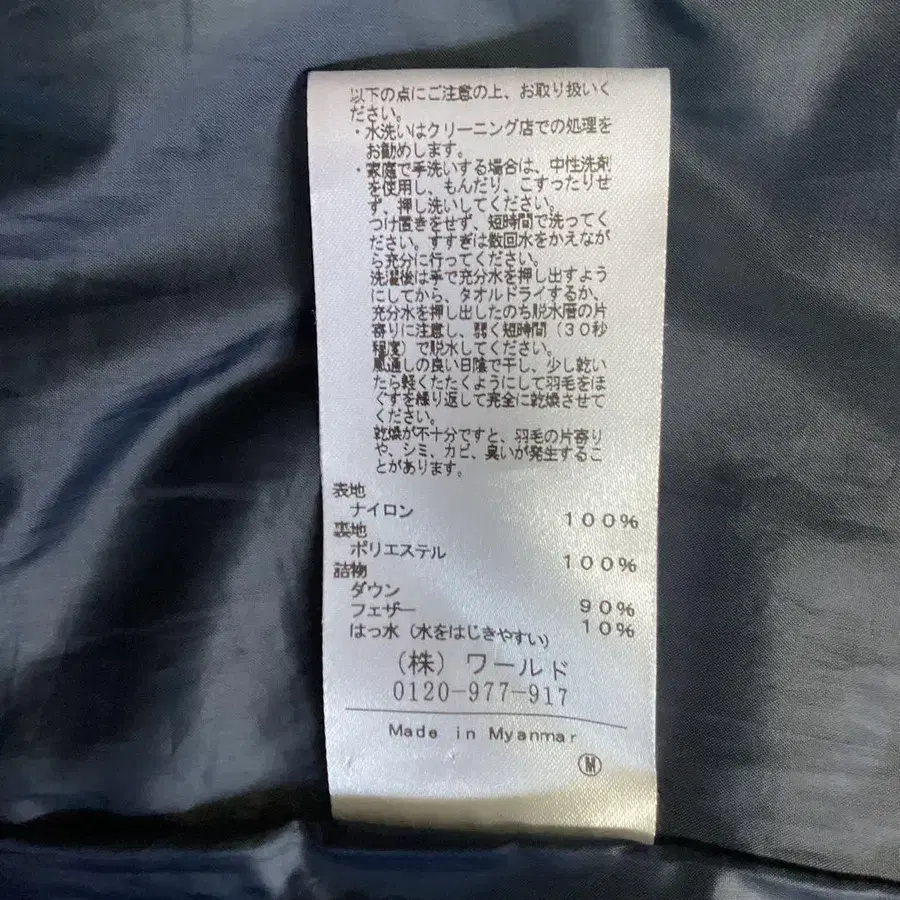 以下の点にご注意の上、お取り扱いく
ださい。
・水洗いはクリーニング店での処理を
お勧めします。
・家庭で手洗いする場合は、中性洗剤
を使用し、もんだり、こすったりせ
ず、押し洗いしてください。
つけ置きをせず、短時間で洗ってく
ださい。すすぎは数回水をかえなが
ら充分に行ってください。
洗濯後は手で充分水を押し出すよう
にしてから、タオルドライするか、
充分水を押し出したのち脱水層の片
寄りに注意し、弱く短時間（30秒
程度）で脱水してください。
風通しの良い日陰で干し、少し乾い
たら軽くたたくようにして羽毛をほ
ぐすを繰り返して完全に乾燥させて
ください。
乾燥が不十分ですと、羽毛の片寄り
や、シミ、カビ、臭いが発生するこ
とがあります。
表地
ナイロン 100%
裏地
ポリエステル 100%
詰物
ダウン 90%
フェザー 10%
はっ水（水をはじきやすい）
（株）ワールド
0120-977-917
Made in Myanmar
M